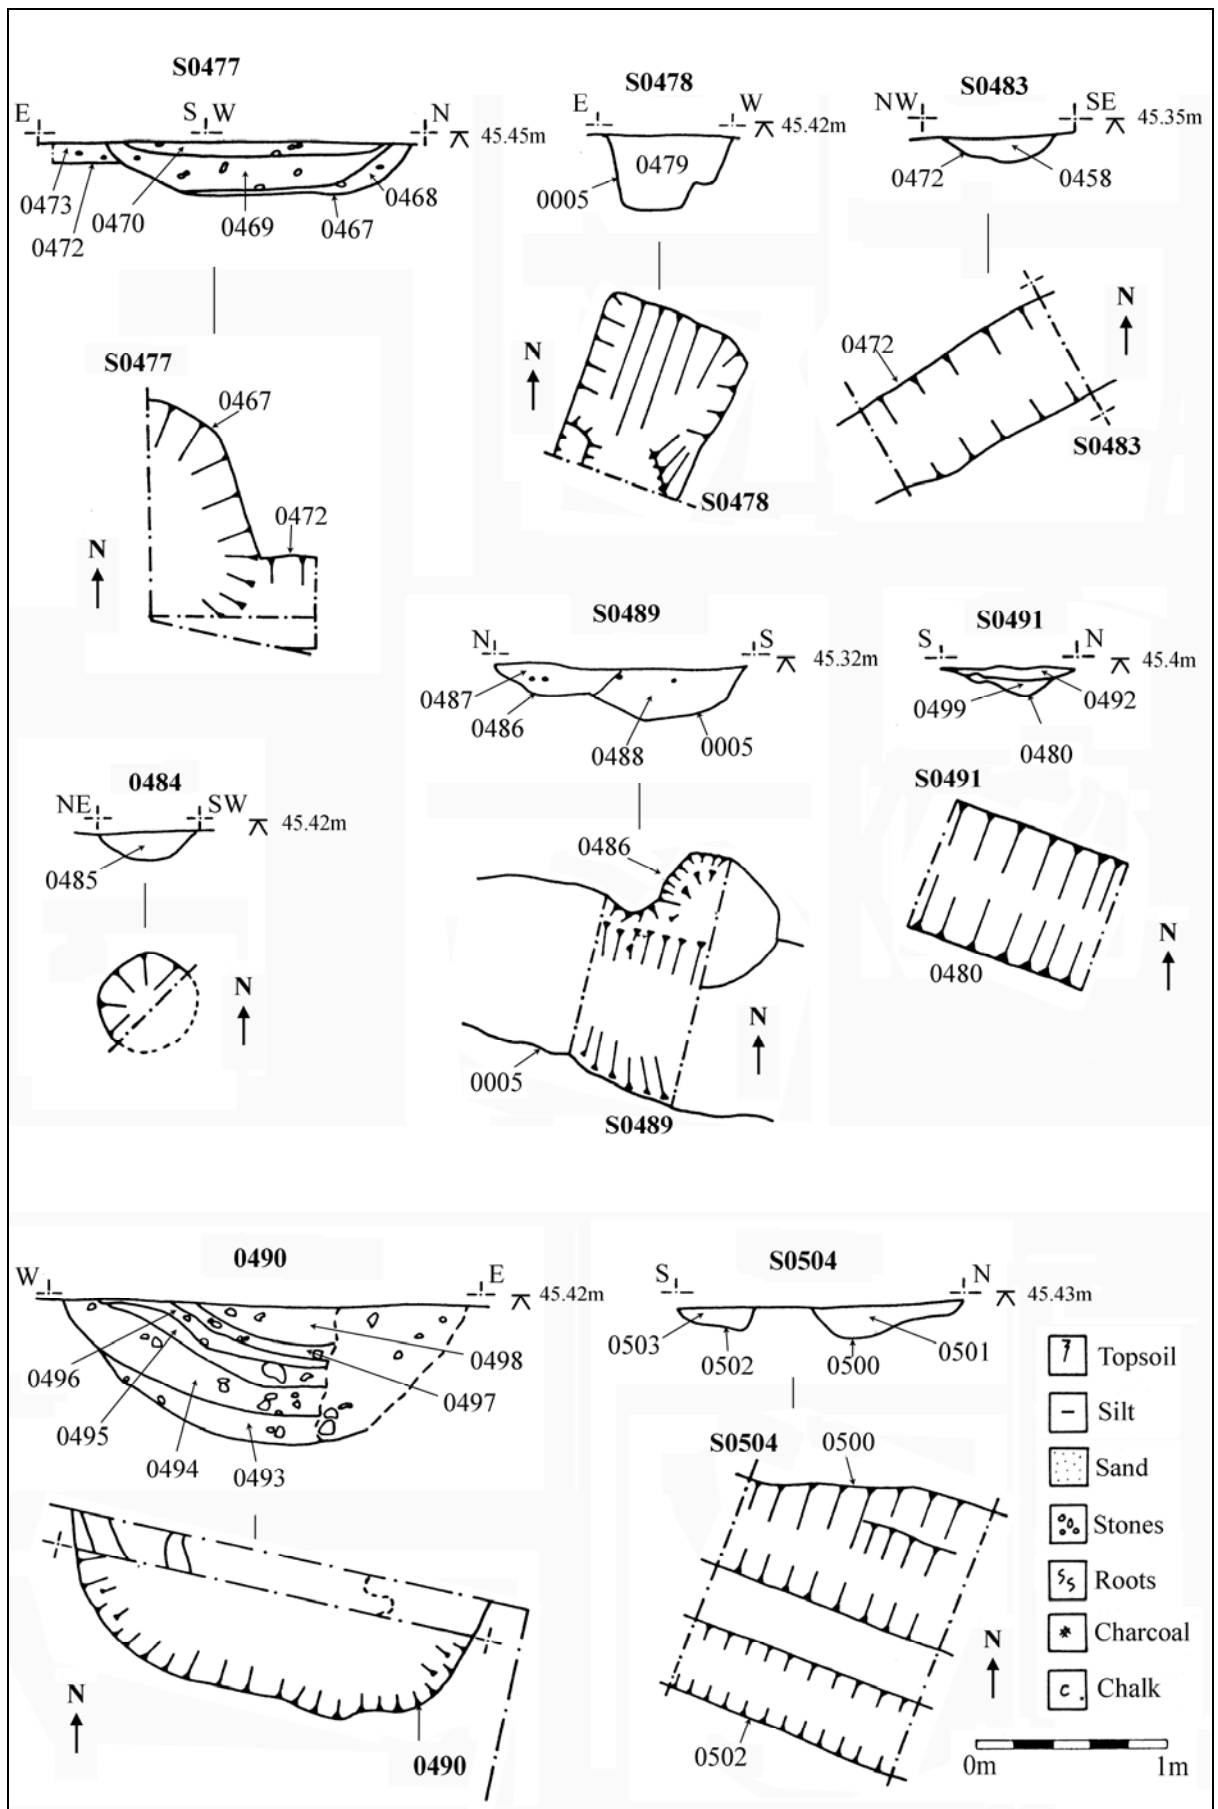 S0477
E S W N 45.45m
0473 0470 0469 0467 0468
0472
S0477
0467
0472
N
S0478
E W 45.42m
0479
0005
N
S0478
S0483
NW SE 45.35m
0472 0458
N
0472
S0483
S0489
N S 45.32m
0487
0486
0488
0005
0486
N
0005
S0489
S0491
S N 45.4m
0499 0492
0480
S0491
0480
N
0484
NE SW 45.42m
0485
N
0490
W E 45.42m
0496
0495
0494
0493
0498
0497
N
0490
S0504
S N 45.43m
0503 0502 0500 0501
S0504 0500
N
0502
Topsoil
Silt
Sand
Stones
Roots
Charcoal
c Chalk
0m 1m